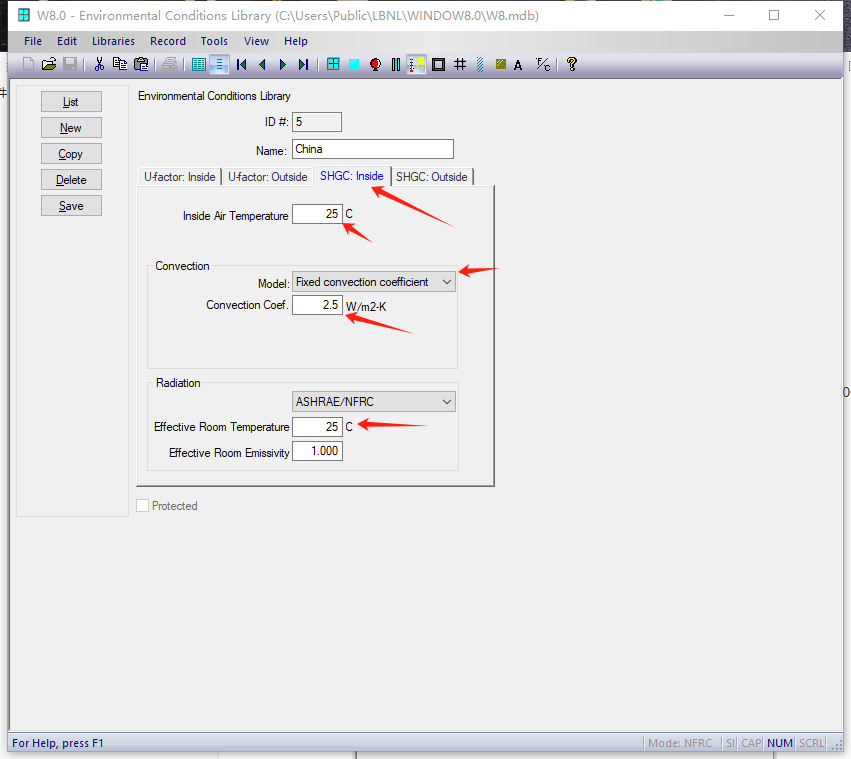 W8.0 - Environmental Conditions Library (C:\Users\Public\LBNL\WINDOW8.0\W8.mdb)
File Edit Libraries Record Tools View Help
A °F/C ?
件
List
New
Copy
Delete
Save
Environmental Conditions Library
ID #: 5
Name: China
U-factor: Inside U-factor: Outside SHGC: Inside SHGC: Outside
Inside Air Temperature 25 C
Convection
Model: Fixed convection coefficient
Convection Coef. 2.5 W/m2-K
Radiation
ASHRAE/NFRC
0
Effective Room Temperature 25 C
Effective Room Emissivity 1.000
Protected
For Help, press F1 Mode: NFRC SI CAP NUM SCRL